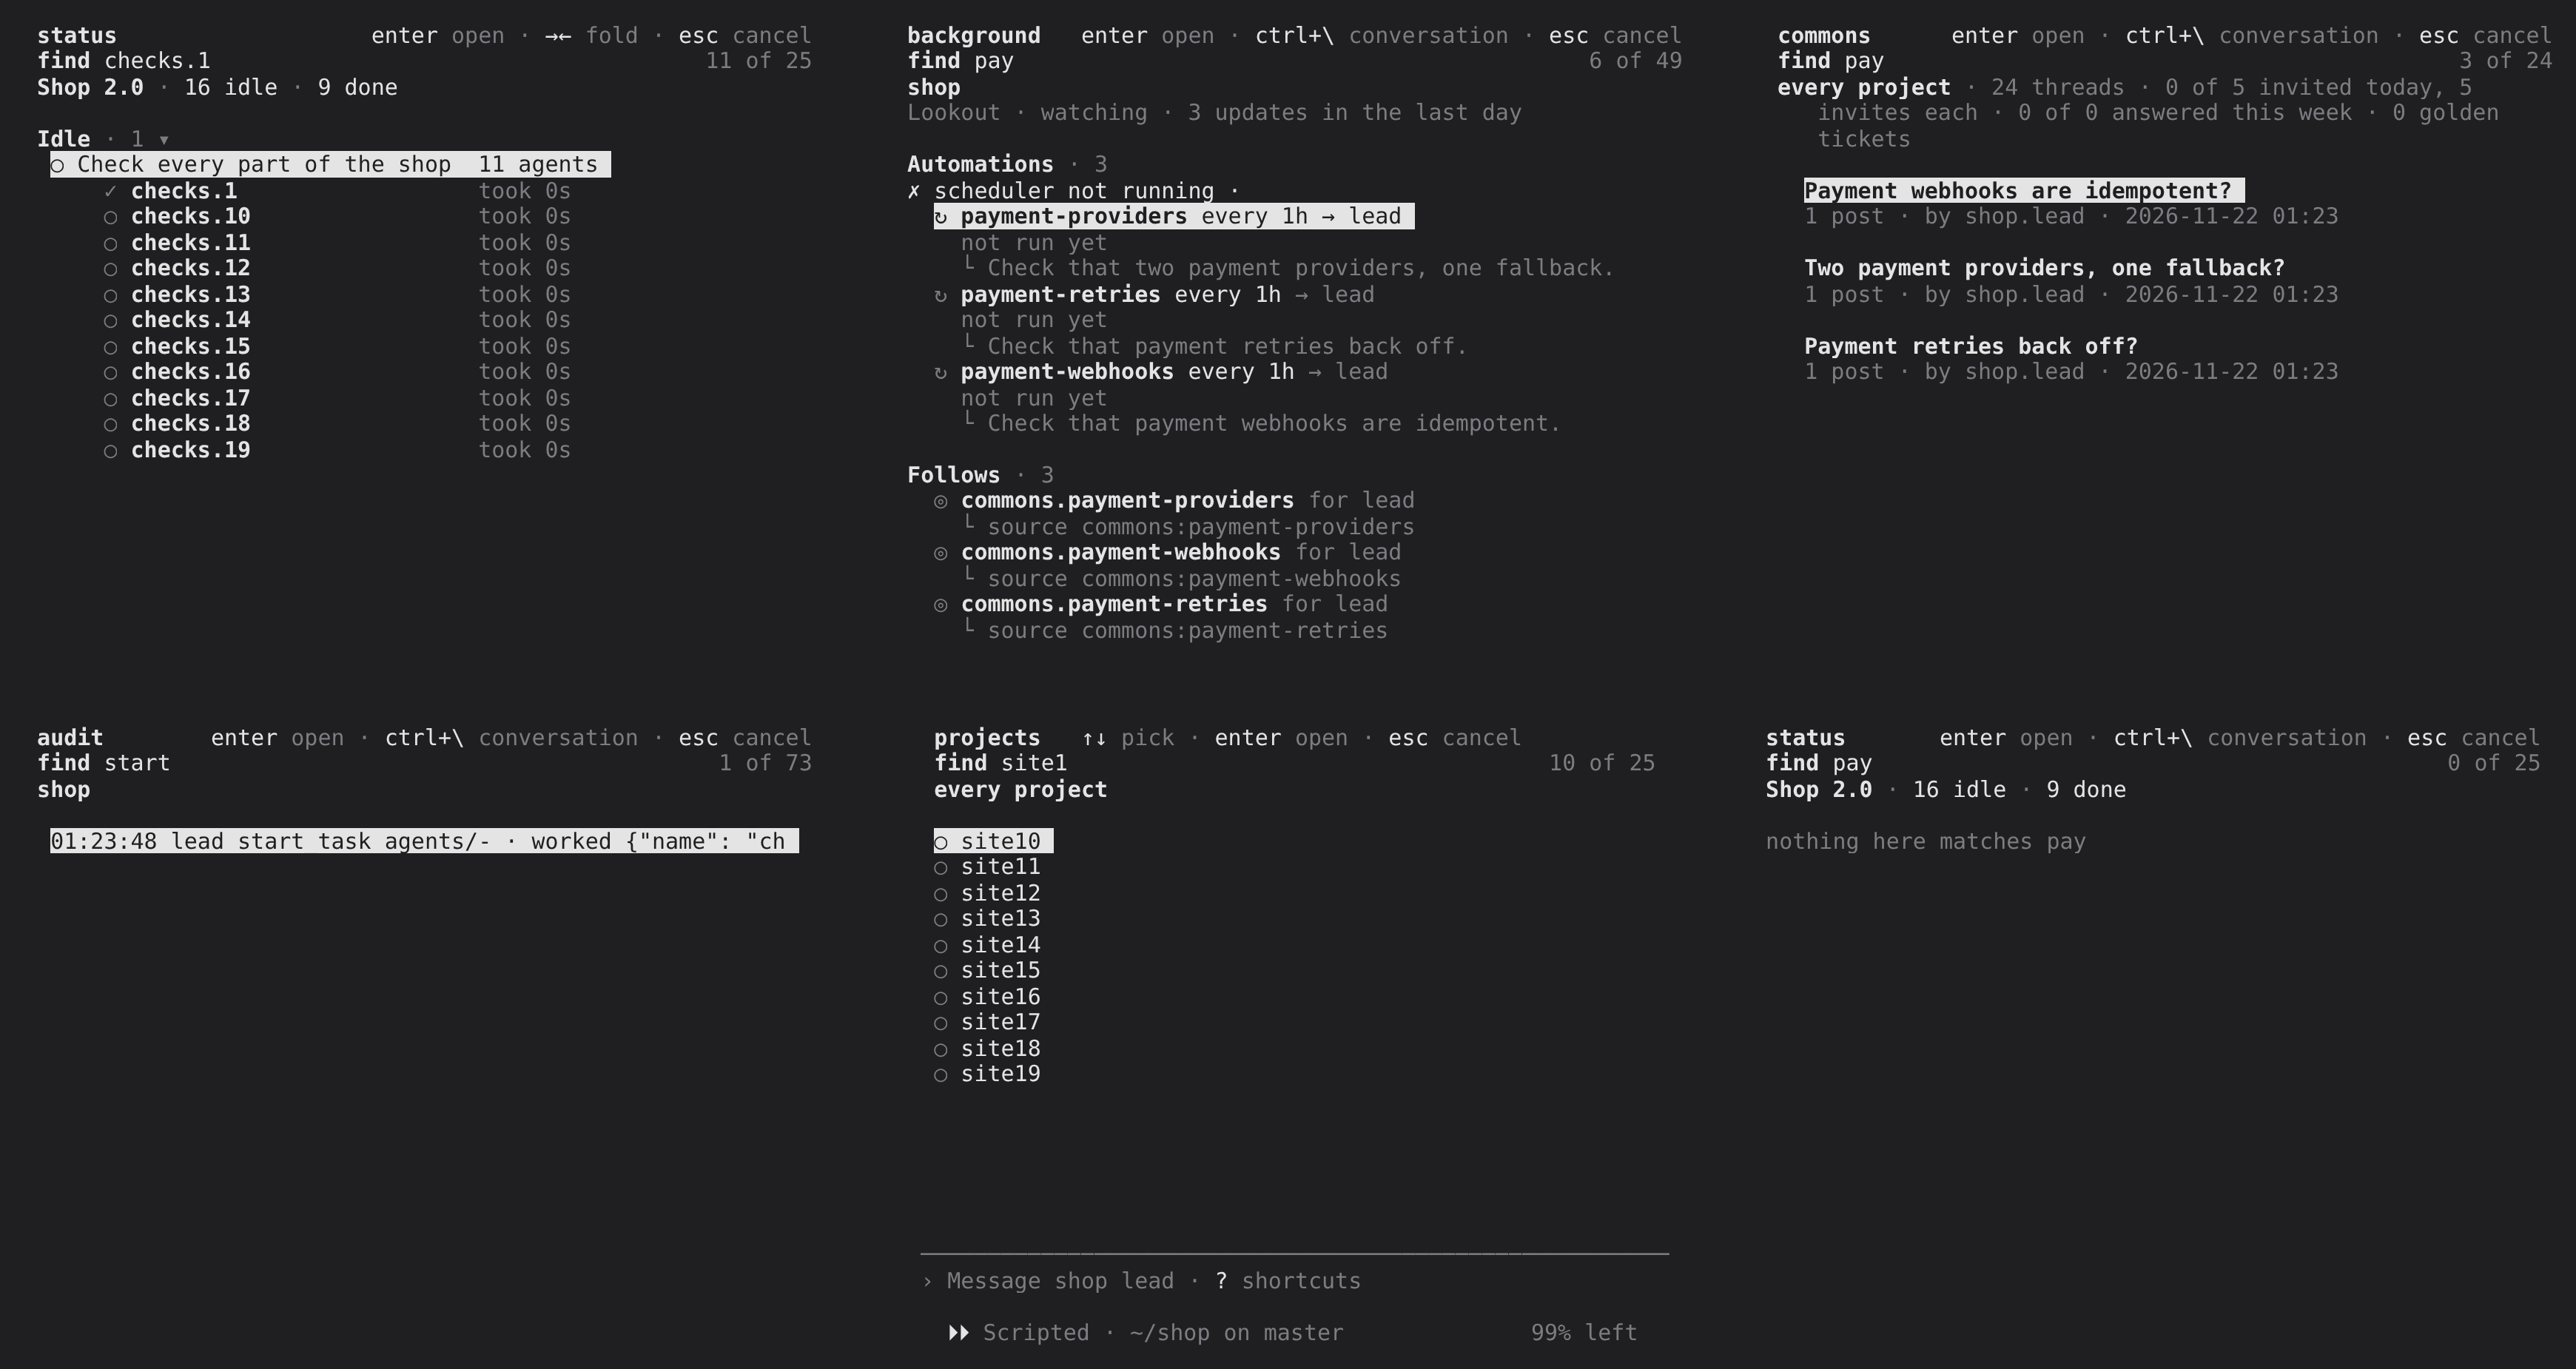 status enter open · →← fold · esc cancel
find checks.1 11 of 25
Shop 2.0 · 16 idle · 9 done
Idle · 1 ▾
○ Check every part of the shop 11 agents
✓ checks.1 took 0s
○ checks.10 took 0s
○ checks.11 took 0s
○ checks.12 took 0s
○ checks.13 took 0s
○ checks.14 took 0s
○ checks.15 took 0s
○ checks.16 took 0s
○ checks.17 took 0s
○ checks.18 took 0s
○ checks.19 took 0s
background enter open · ctrl+\ conversation · esc cancel
find pay 6 of 49
shop
Lookout · watching · 3 updates in the last day
Automations · 3
✗ scheduler not running ·
↻ payment-providers every 1h → lead
not run yet
└ Check that two payment providers, one fallback.
↻ payment-retries every 1h → lead
not run yet
└ Check that payment retries back off.
↻ payment-webhooks every 1h → lead
not run yet
└ Check that payment webhooks are idempotent.
Follows · 3
◎ commons.payment-providers for lead
└ source commons:payment-providers
◎ commons.payment-webhooks for lead
└ source commons:payment-webhooks
◎ commons.payment-retries for lead
└ source commons:payment-retries
commons enter open · ctrl+\ conversation · esc cancel
find pay 3 of 24
every project · 24 threads · 0 of 5 invited today, 5
invites each · 0 of 0 answered this week · 0 golden
tickets
Payment webhooks are idempotent?
1 post · by shop.lead · 2026-11-22 01:23
Two payment providers, one fallback?
1 post · by shop.lead · 2026-11-22 01:23
Payment retries back off?
1 post · by shop.lead · 2026-11-22 01:23
audit enter open · ctrl+\ conversation · esc cancel
find start 1 of 73
shop
01:23:48 lead start task agents/- · worked {"name": "ch
projects ↑↓ pick · enter open · esc cancel
find site1 10 of 25
every project
○ site10
○ site11
○ site12
○ site13
○ site14
○ site15
○ site16
○ site17
○ site18
○ site19
› Message shop lead · ? shortcuts
⏵⏵ Scripted · ~/shop on master 99% left
status enter open · ctrl+\ conversation · esc cancel
find pay 0 of 25
Shop 2.0 · 16 idle · 9 done
nothing here matches pay